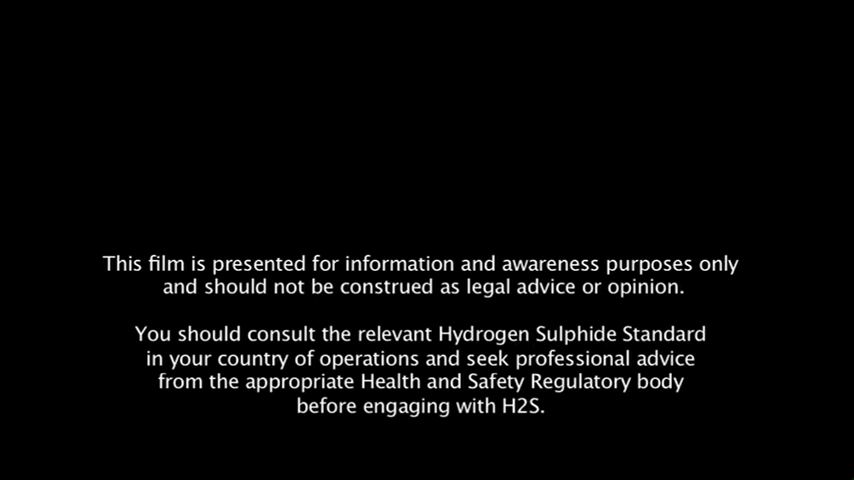 This film is presented for information and awareness purposes only
and should not be construed as legal advice or opinion.
You should consult the relevant Hydrogen Sulphide Standard
in your country of operations and seek professional advice
from the appropriate Health and Safety Regulatory body
before engaging with H2S.